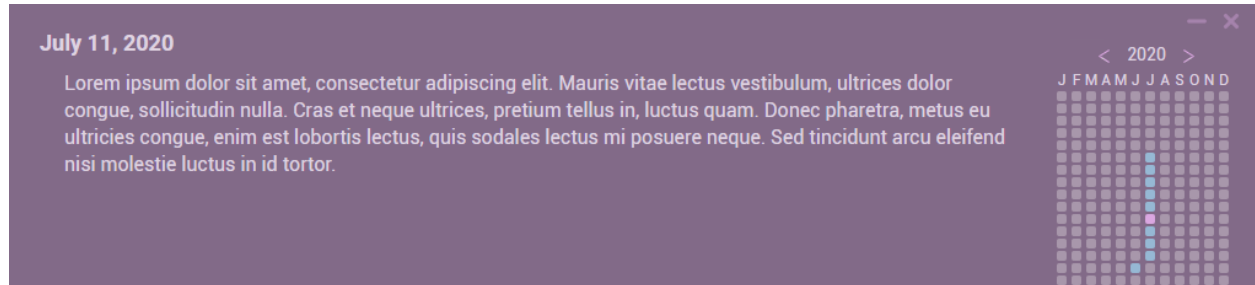 July 11, 2020
Lorem ipsum dolor sit amet, consectetur adipiscing elit. Mauris vitae lectus vestibulum, ultrices dolor
congue, sollicitudin nulla. Cras et neque ultrices, pretium tellus in, luctus quam. Donec pharetra, metus eu
ultricies congue, enim est lobortis lectus, quis sodales lectus mi posuere neque. Sed tincidunt arcu eleifend
nisi molestie luctus in id tortor.
< 2020 >
J F M A M J J A S O N D